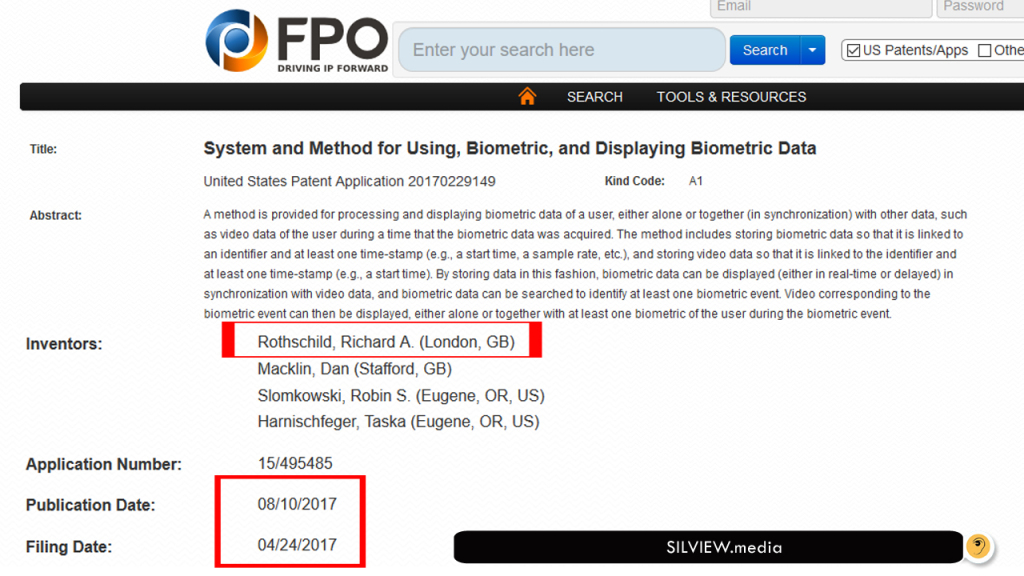 Email
Password
FPO
DRIVING IP FORWARD
Enter your search here
Search
US Patents/Apps
Othe
SEARCH
TOOLS & RESOURCES
Title:
System and Method for Using, Biometric, and Displaying Biometric Data
United States Patent Application 20170229149
Kind Code:
A1
Abstract:
A method is provided for processing and displaying biometric data of a user, either alone or together (in synchronization) with other data, such
as video data of the user during a time that the biometric data was acquired. The method includes storing biometric data so that it is linked to
an identifier and at least one time-stamp (e.g., a start time, a sample rate, etc.), and storing video data so that it is linked to the identifier and
at least one time-stamp (e.g., a start time). By storing data in this fashion, biometric data can be displayed (either in real-time or delayed) in
synchronization with video data, and biometric data can be searched to identify at least one biometric event. Video corresponding to the
biometric event can then be displayed, either alone or together with at least one biometric of the user during the biometric event.
Inventors:
Rothschild, Richard A. (London, GB)
Macklin, Dan (Stafford, GB)
Slomkowski, Robin S. (Eugene, OR, US)
Harnischfeger, Taska (Eugene, OR, US)
Application Number:
15/495485
Publication Date:
08/10/2017
Filing Date:
04/24/2017
SILVIEW.media